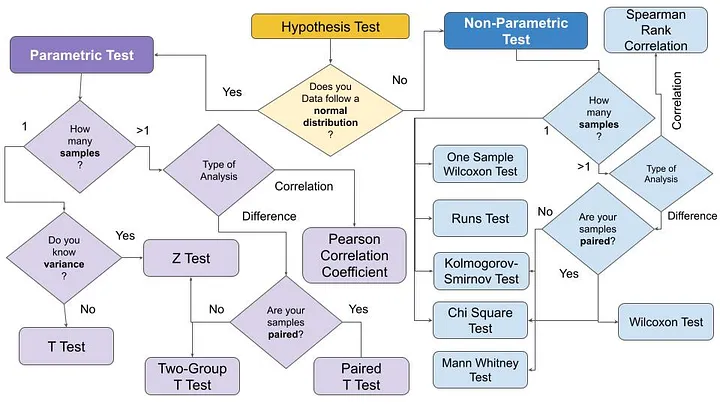 Hypothesis Test
Non-Parametric
Test
Spearman
Rank
Correlation
Parametric Test
Yes
Does you
Data follow a
normal
distribution
?
No
How
many
samples
?
1
>1
Type of
Analysis
Correlation
Difference
Do you
know
variance
?
Yes
No
Z Test
T Test
Pearson
Correlation
Coefficient
Are your
samples
paired?
No
Yes
Two-Group
T Test
Paired
T Test
How
many
samples
?
1
>1
Type of
Analysis
Correlation
Difference
One Sample
Wilcoxon Test
Runs Test
Kolmogorov-
Smirnov Test
Chi Square
Test
Mann Whitney
Test
Are your
samples
paired?
No
Yes
Wilcoxon Test